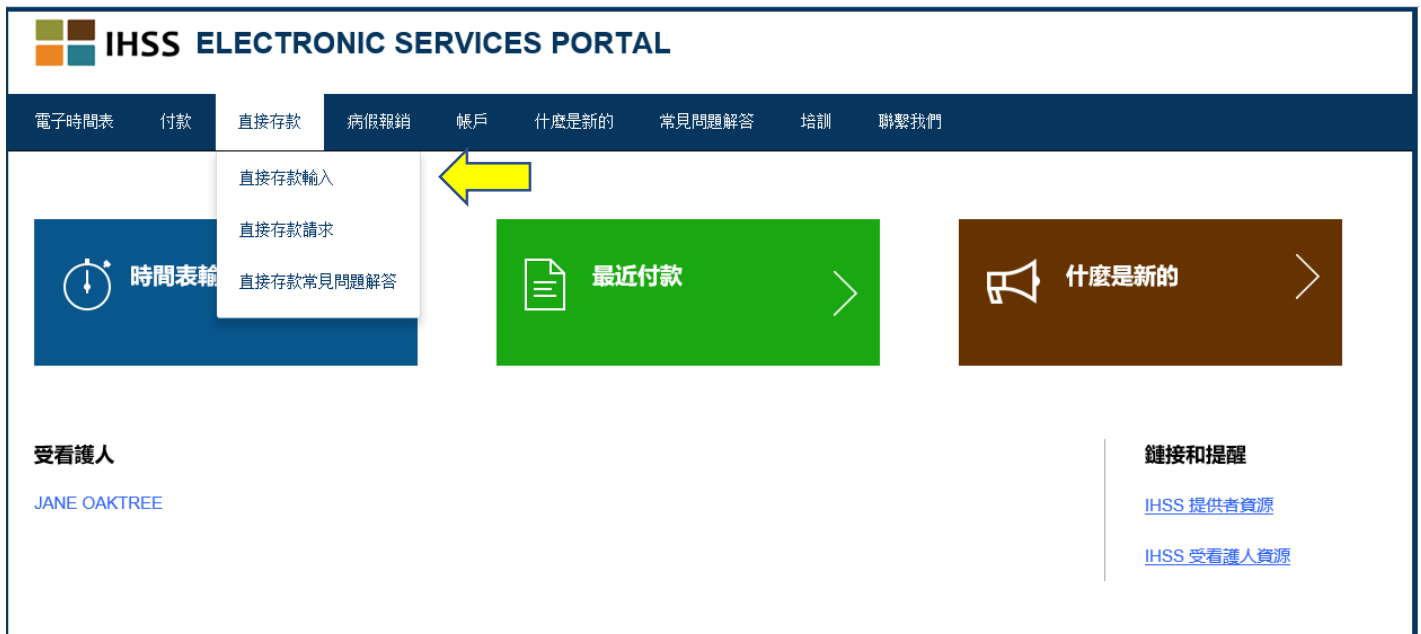 IHSS ELECTRONIC SERVICES PORTAL
電子時間表 付款 直接存款 病假報銷 帳戶 什麼是新的 常見問題解答 培訓 聯繫我們
直接存款輸入
直接存款請求
直接存款常見問題解答
時間表輸
最近付款
什麼是新的
受看護人
JANE OAKTREE
鏈接和提醒
IHSS 提供者資源
IHSS 受看護人資源